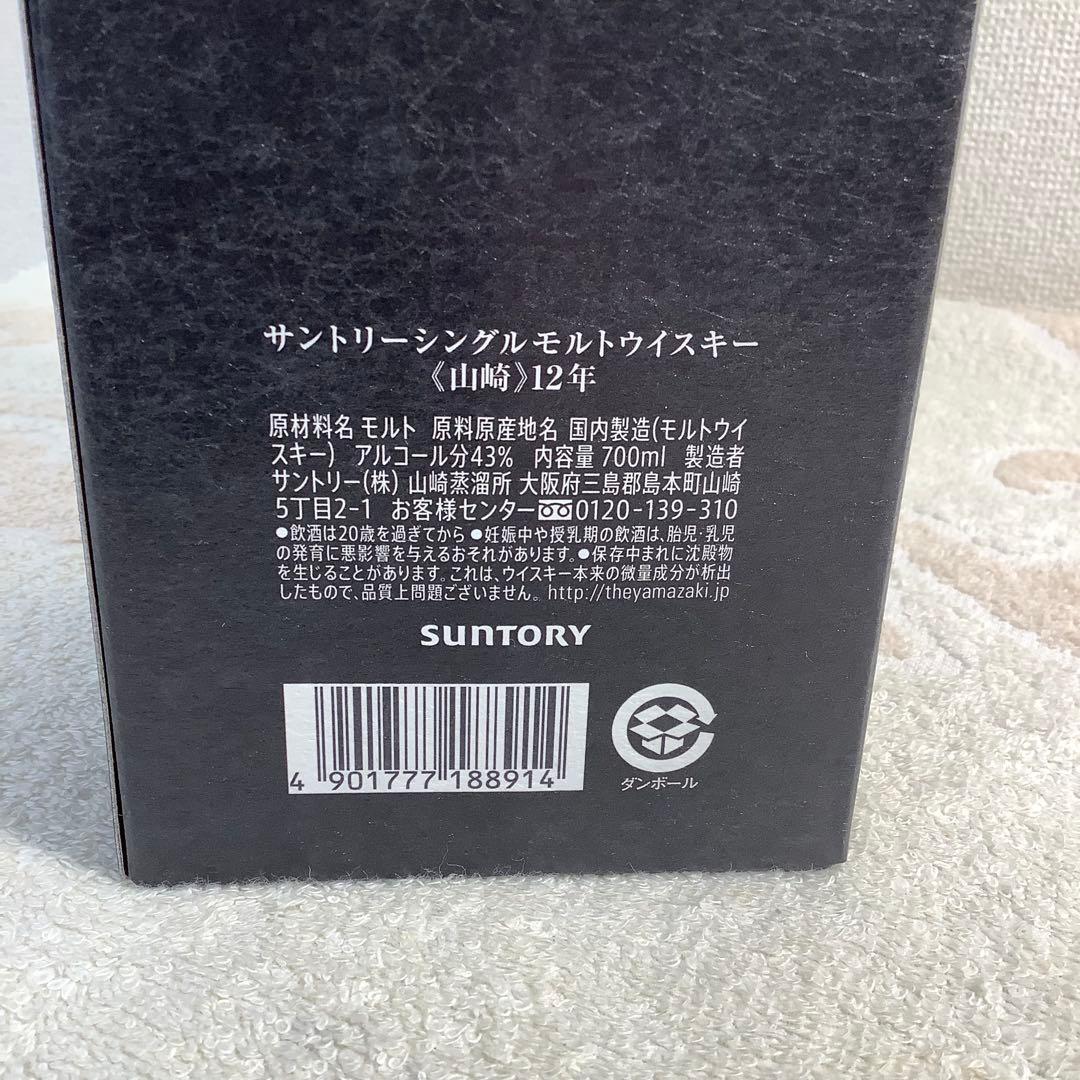 サントリーシングルモルトウイスキー
《山崎》12年
原材料名 モルト 原料原産地名 国内製造(モルトウイ
スキー) アルコール分43% 内容量 700ml 製造者
サントリー(株) 山崎蒸溜所 大阪府三島郡島本町山崎
5丁目2-1 お客様センター 0120-139-310
●飲酒は20歳を過ぎてから ●妊娠中や授乳期の飲酒は、胎児・乳児
の発育に悪影響を与えるおそれがあります。●保存中まれに沈殿物
を生じることがあります。これは、ウイスキー本来の微量成分が析出
したもので、品質上問題ございません。 http://theyamazaki.jp
SUNTORY
4 901777 188914
ダンボール